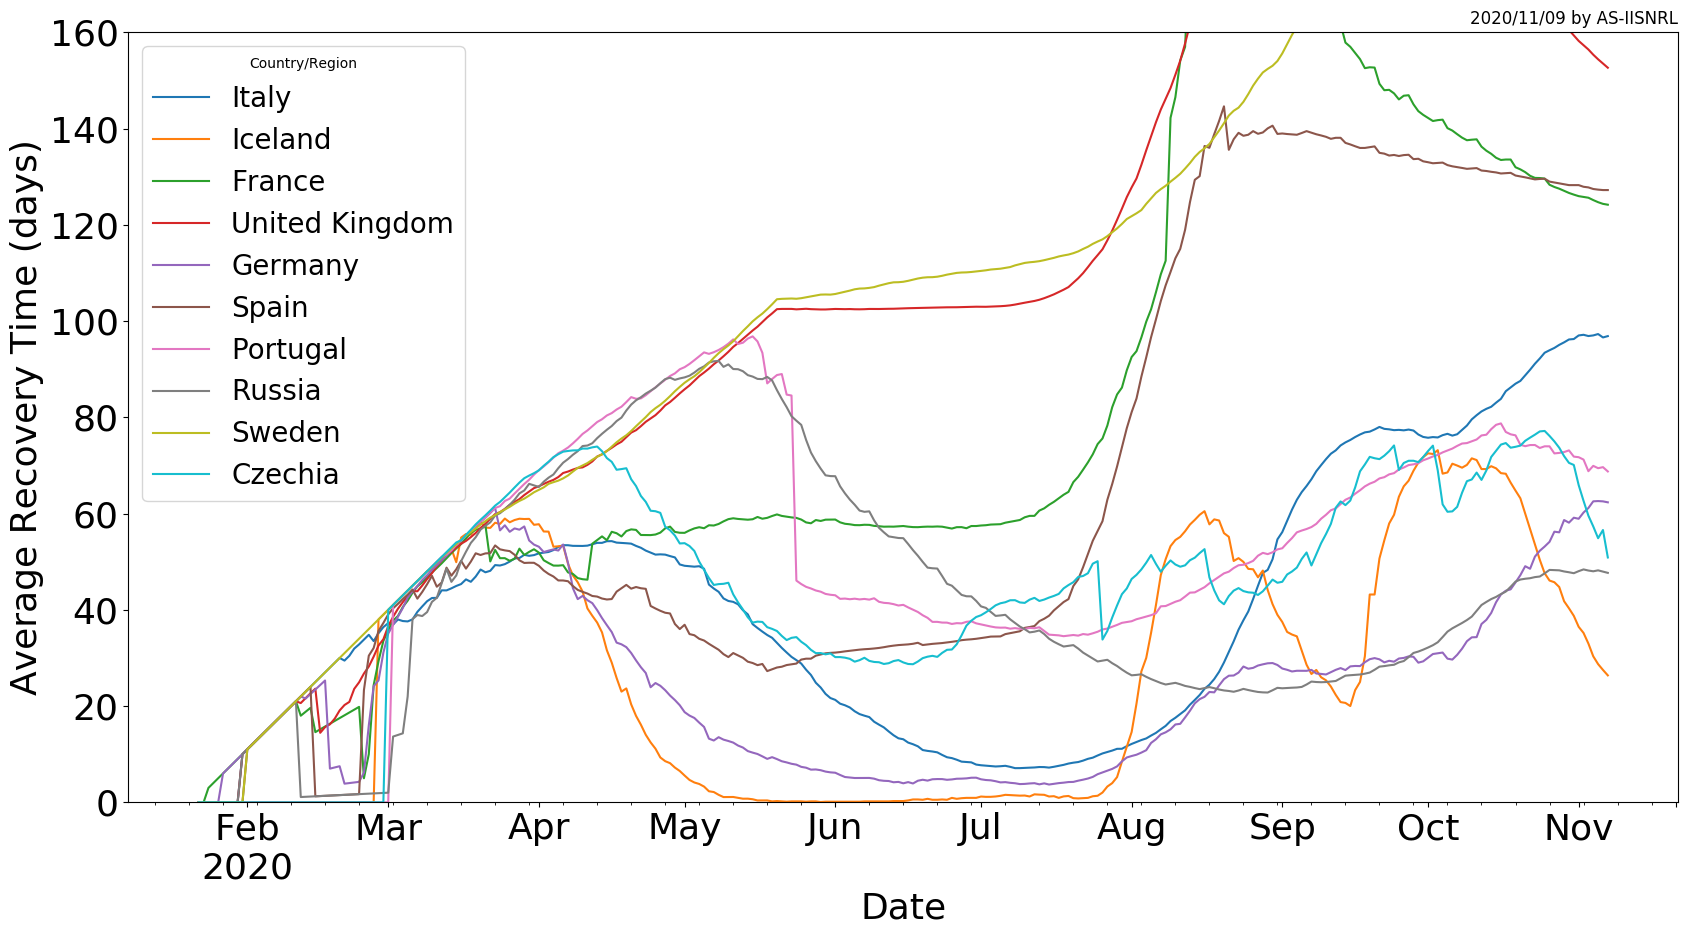 2020/11/09 by AS-IISNRL
160
140
120
100
80
60
40
20
0
Average Recovery Time (days)
Country/Region
Italy
Iceland
France
United Kingdom
Germany
Spain
Portugal
Russia
Sweden
Czechia
Feb Mar Apr May Jun Jul Aug Sep Oct Nov
2020
Date